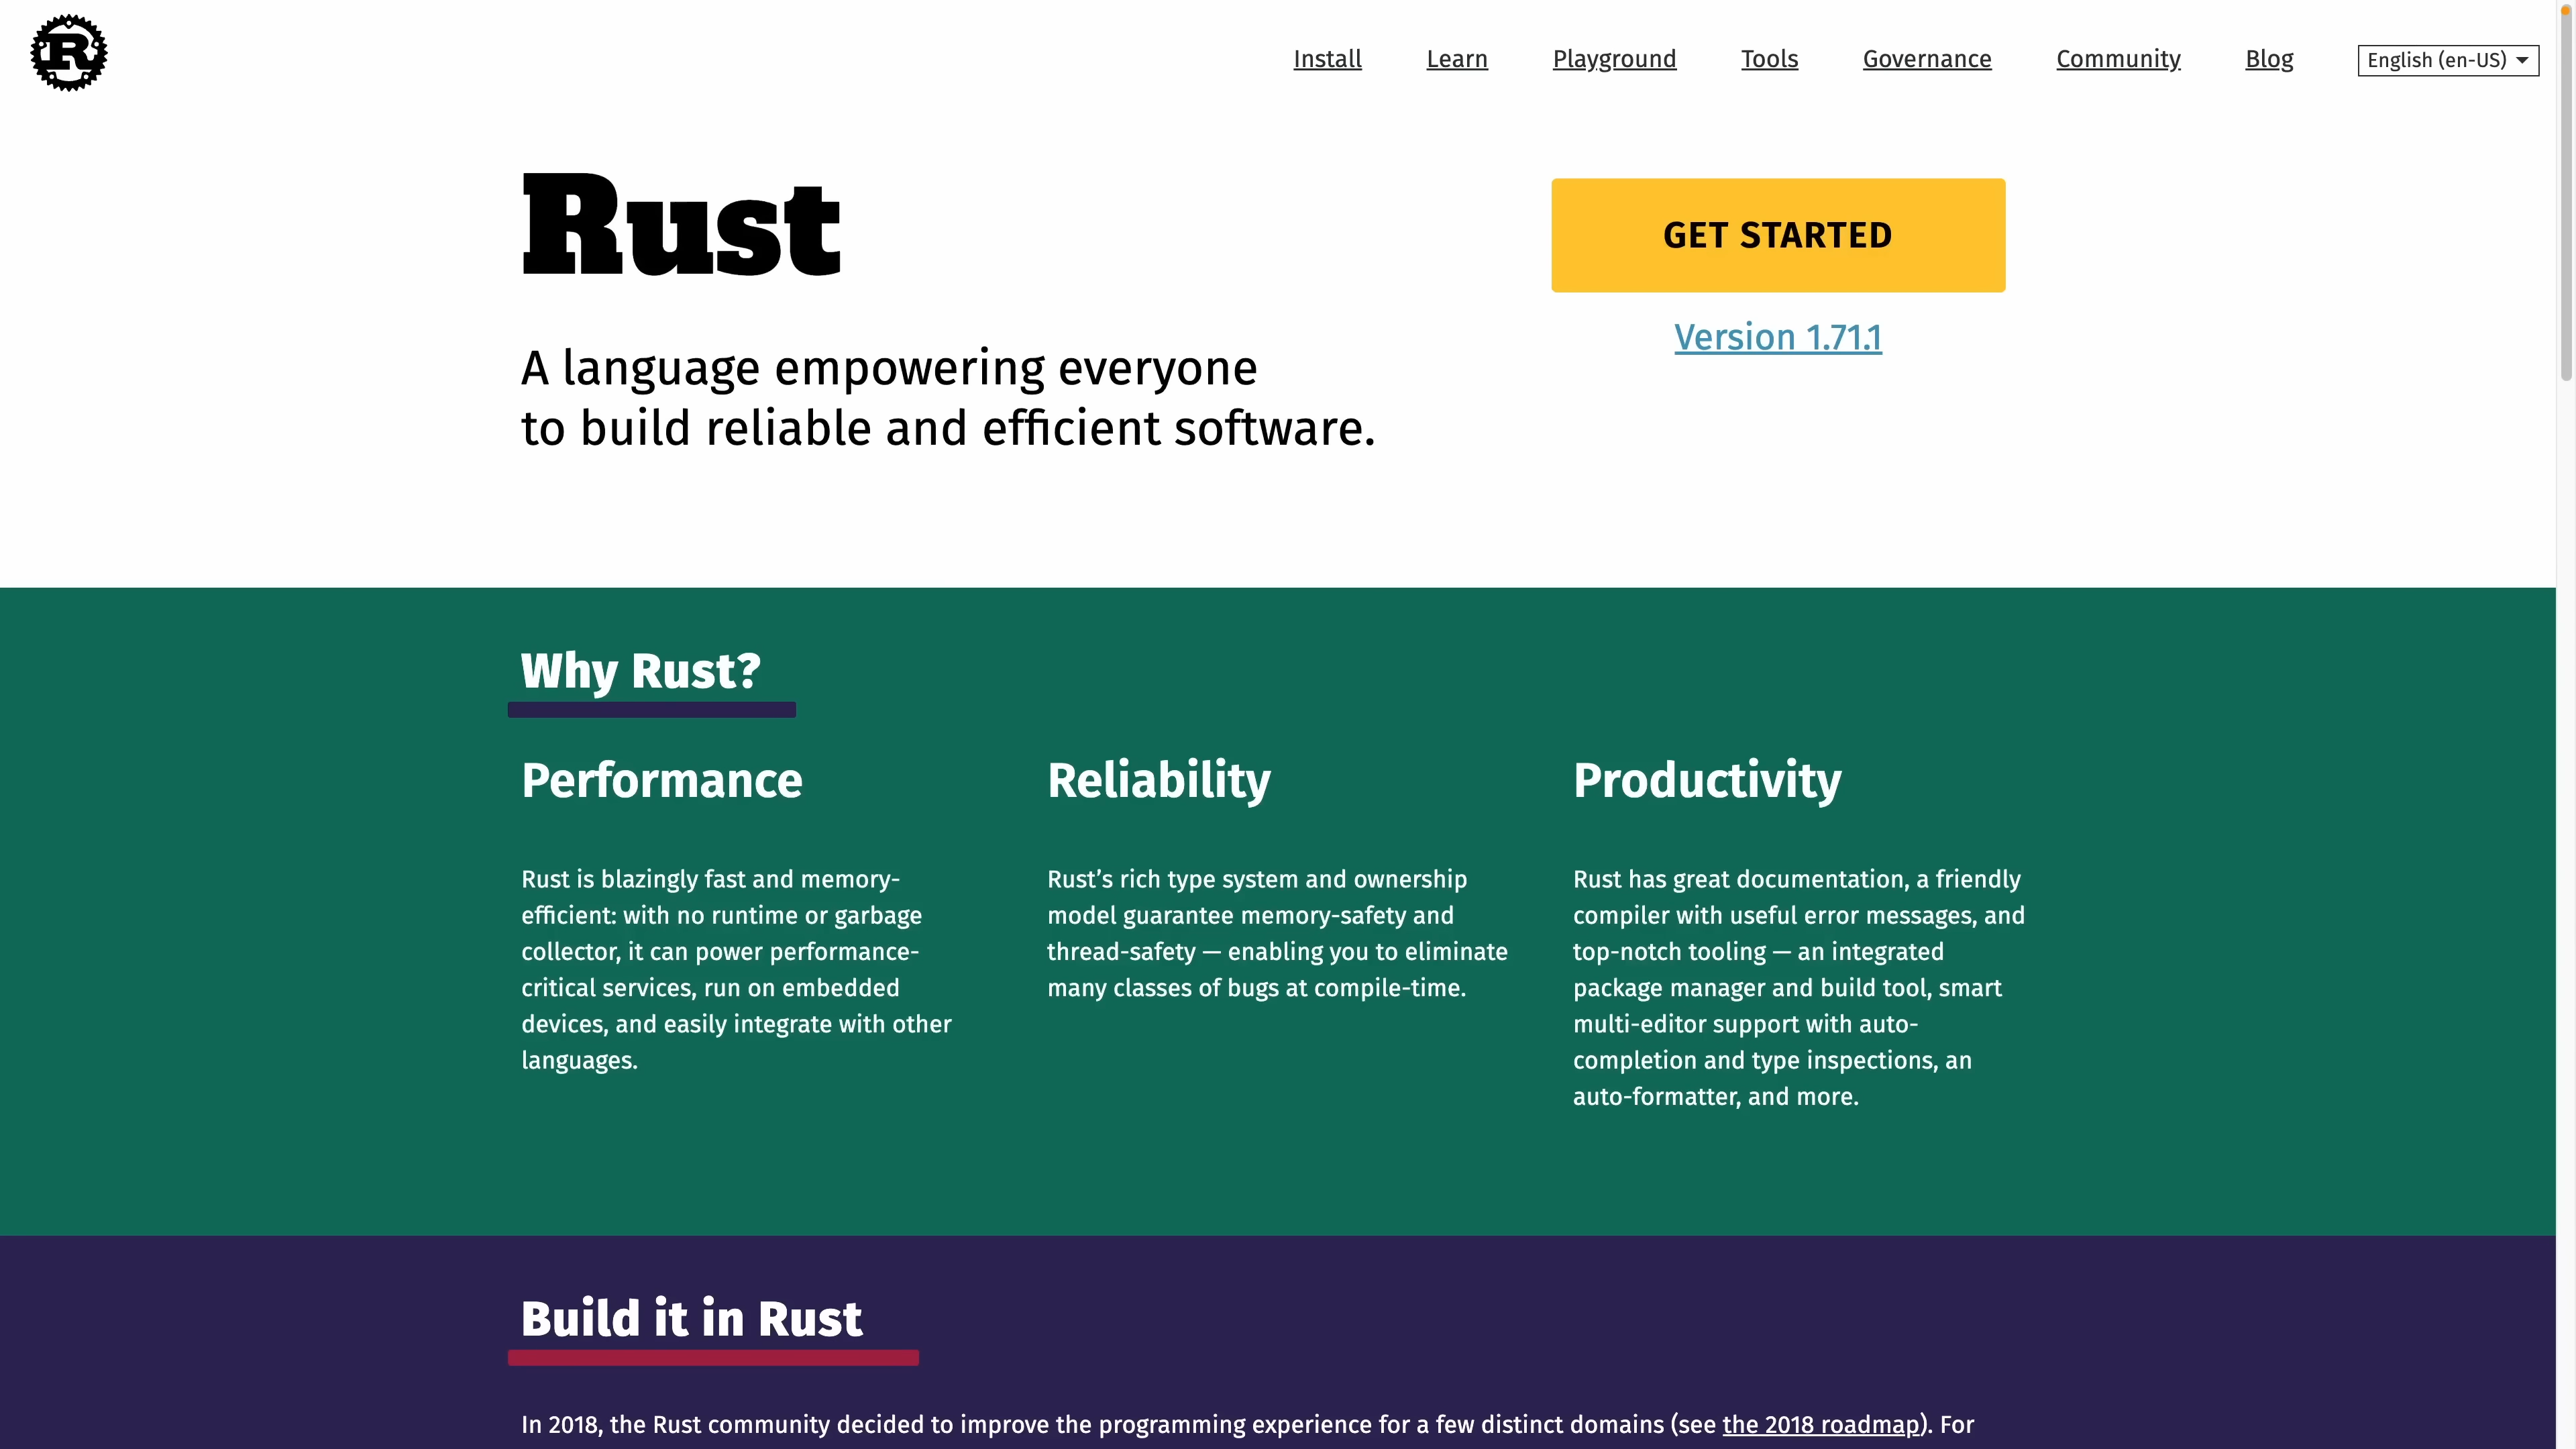 R
Install Learn Playground Tools Governance Community Blog English (en-US)
Rust
GET STARTED
Version 1.71.1
A language empowering everyone
to build reliable and efficient software.
Why Rust?
Performance
Rust is blazingly fast and memory-
efficient: with no runtime or garbage
collector, it can power performance-
critical services, run on embedded
devices, and easily integrate with other
languages.
Reliability
Rust’s rich type system and ownership
model guarantee memory-safety and
thread-safety — enabling you to eliminate
many classes of bugs at compile-time.
Productivity
Rust has great documentation, a friendly
compiler with useful error messages, and
top-notch tooling — an integrated
package manager and build tool, smart
multi-editor support with auto-
completion and type inspections, an
auto-formatter, and more.
Build it in Rust
In 2018, the Rust community decided to improve the programming experience for a few distinct domains (see the 2018 roadmap). For